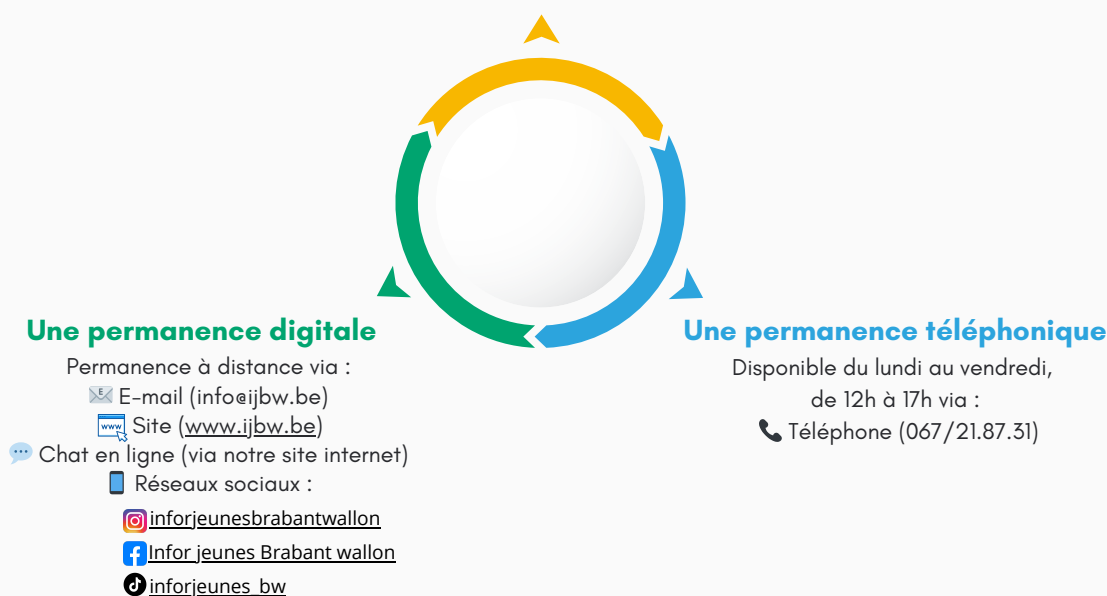 Une permanence digitale
Permanence à distance via :
E-mail (info@ijbw.be)
Site (www.ijbw.be)
Chat en ligne (via notre site internet)
Réseaux sociaux :
inforjeunesbrabantwallon
Infor jeunes Brabant wallon
inforjeunes_bw
Une permanence téléphonique
Disponible du lundi au vendredi,
de 12h à 17h via :
Téléphone (067/21.87.31)